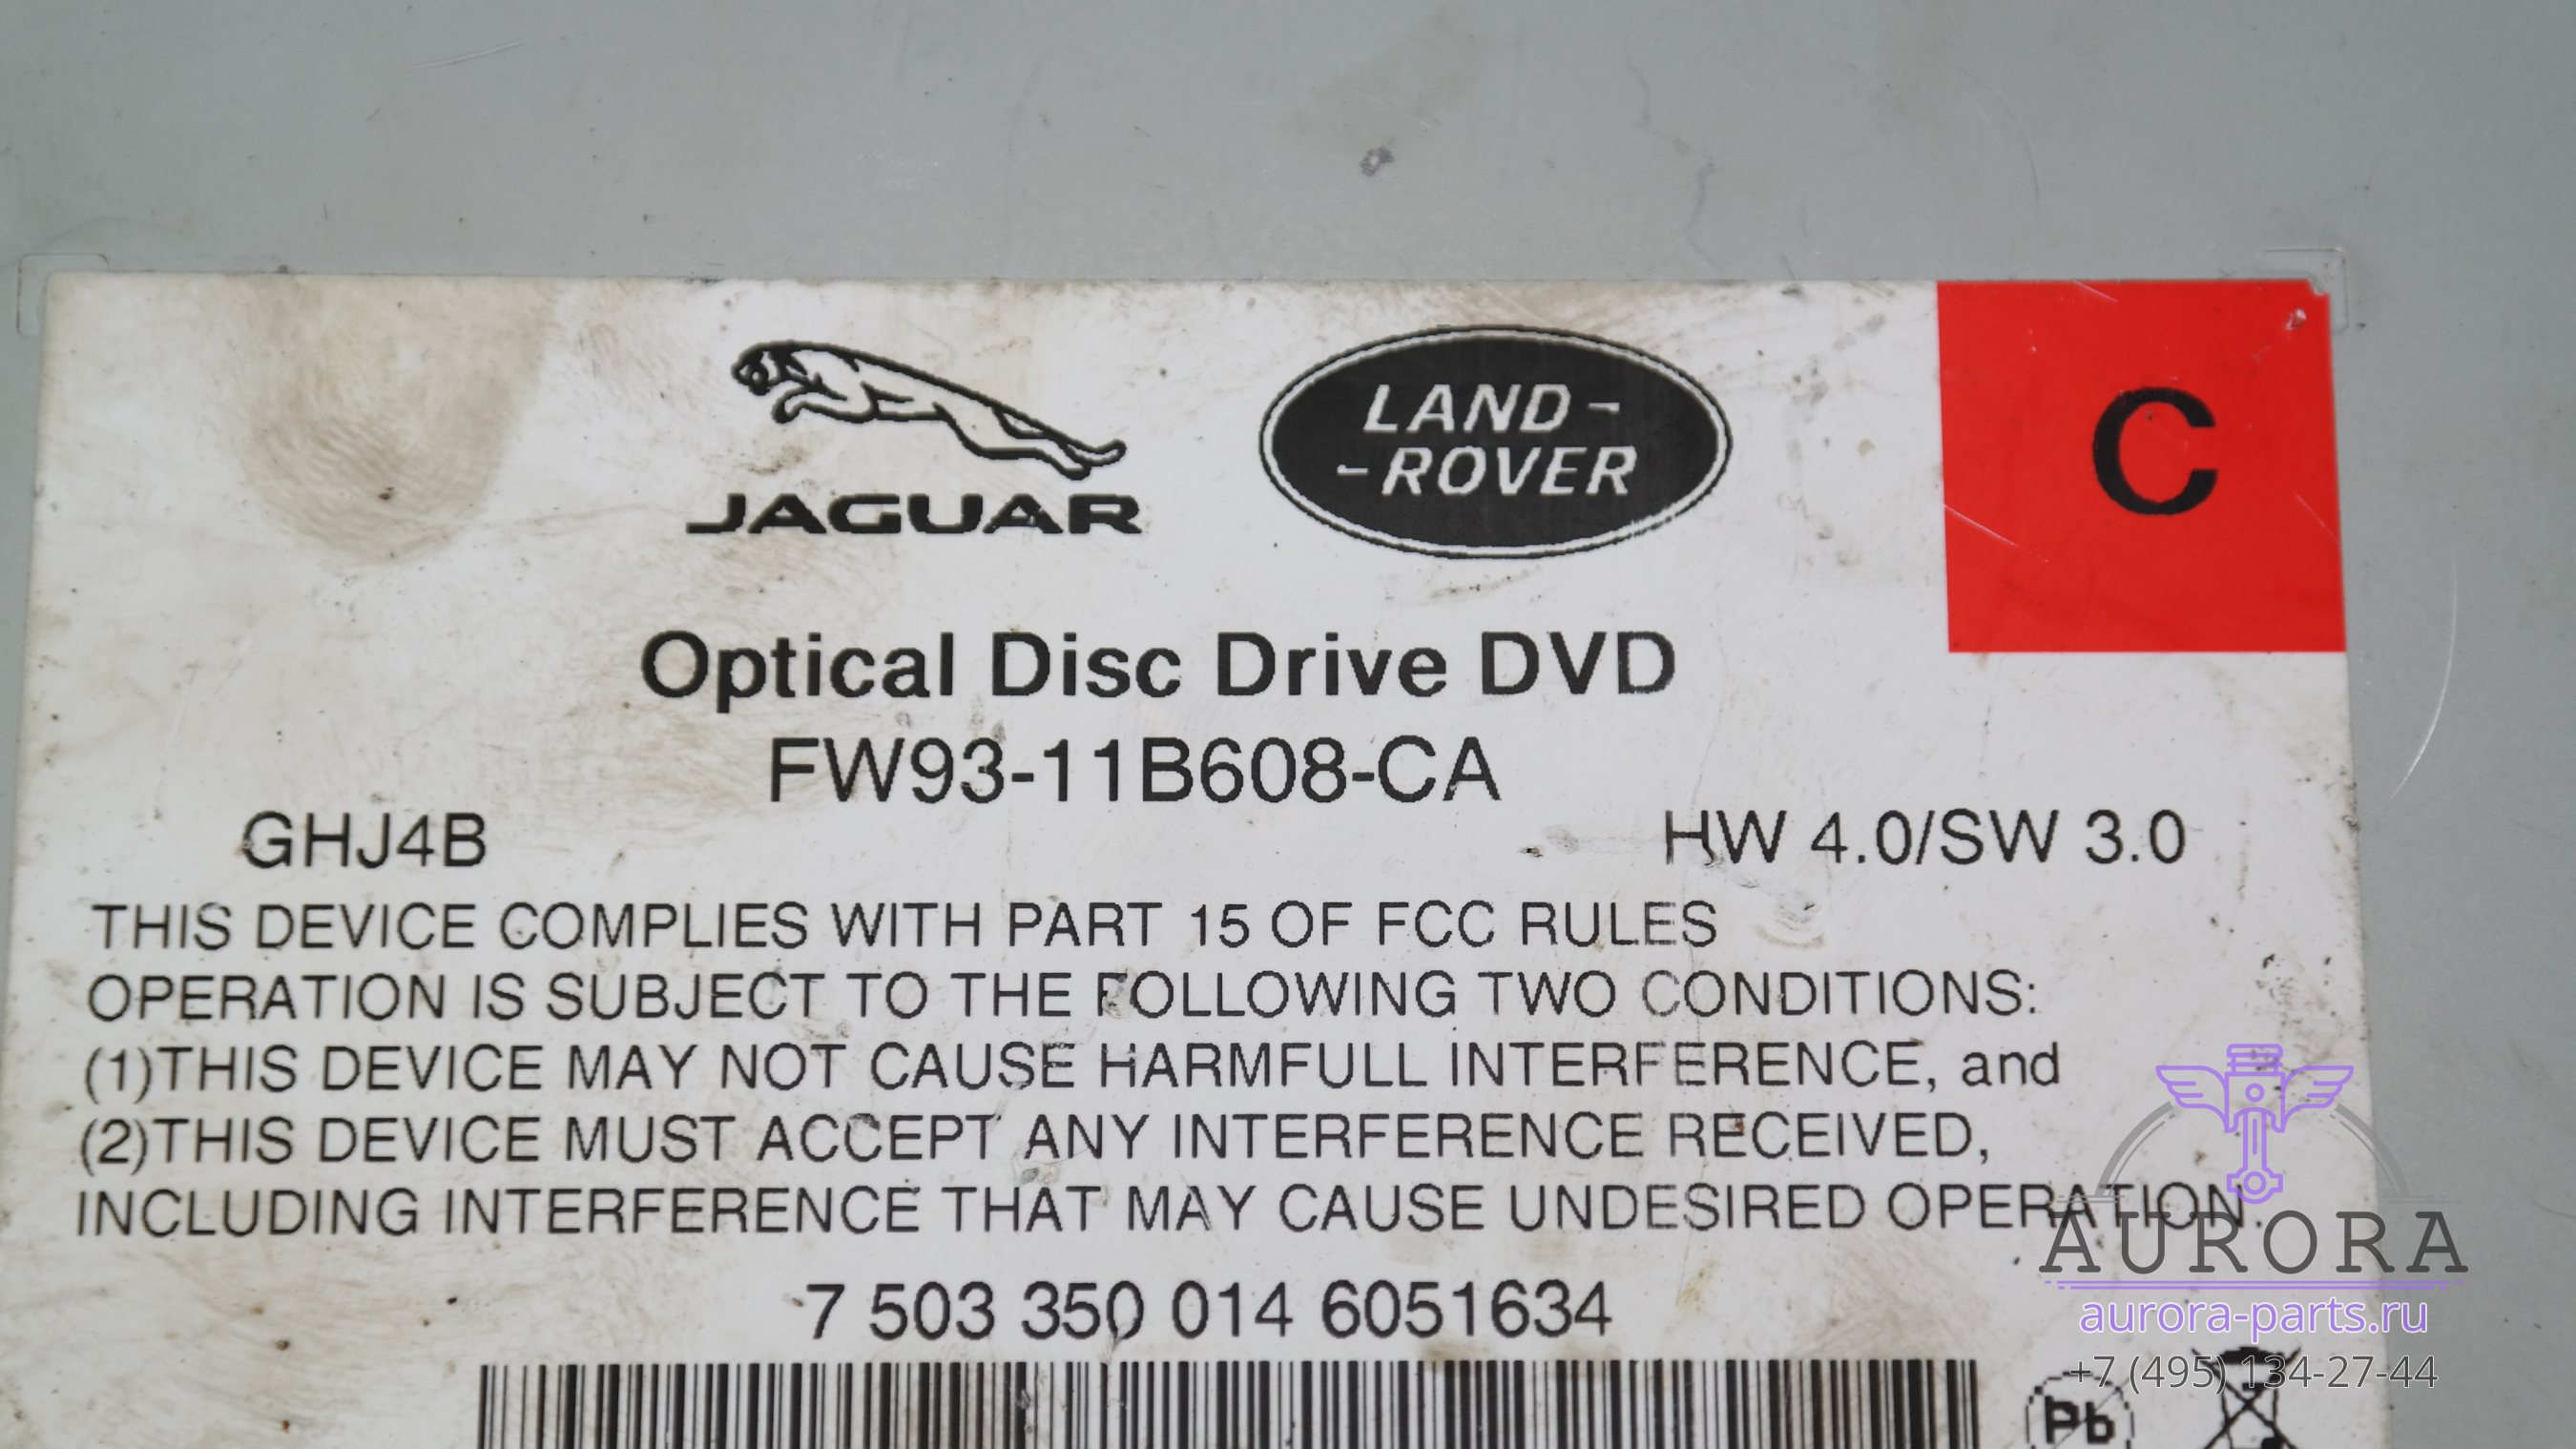 JAGUAR
LAND-
-ROVER
C
Optical Disc Drive DVD
FW93-11B608-CA
GHJ4B
HW 4.0/SW 3.0
THIS DEVICE COMPLIES WITH PART 15 OF FCC RULES
OPERATION IS SUBJECT TO THE FOLLOWING TWO CONDITIONS:
(1)THIS DEVICE MAY NOT CAUSE HARMFULL INTERFERENCE, and
(2)THIS DEVICE MUST ACCEPT ANY INTERFERENCE RECEIVED,
INCLUDING INTERFERENCE THAT MAY CAUSE UNDESIRED OPERATION.
7 503 350 014 6051634
Pb
AURORA
aurora-parts.ru
+7 (495) 134-27-44